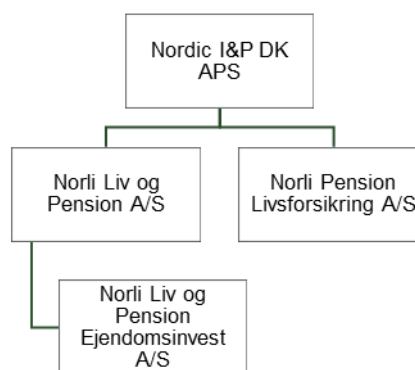 Nordic I&P DK
APS
Norli Liv og
Pension A/S
Norli Pension
Livsforsikring A/S
Norli Liv og
Pension
Ejendomsinvest
A/S